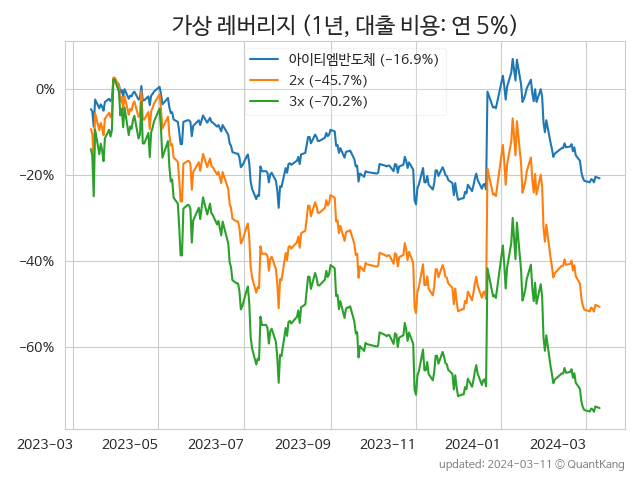 가상 레버리지 (1년, 대출 비용: 연 5%)
아이티엠반도체 (−16.9%)
2x (−45.7%)
3x (−70.2%)
0%
−20%
−40%
−60%
2023-03 2023-05 2023-07 2023-09 2023-11 2024-01 2024-03
updated: 2024-03-11 © QuantKang